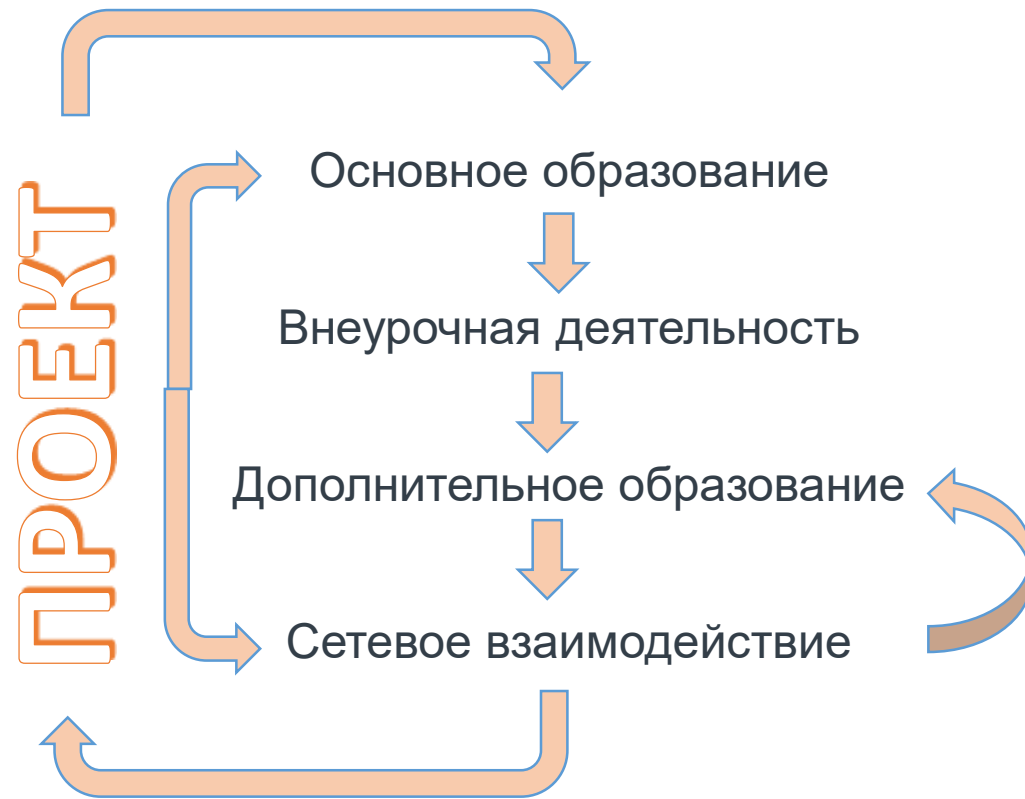 ПРОЕКТ
Основное образование
Внеурочная деятельность
Дополнительное образование
Сетевое взаимодействие